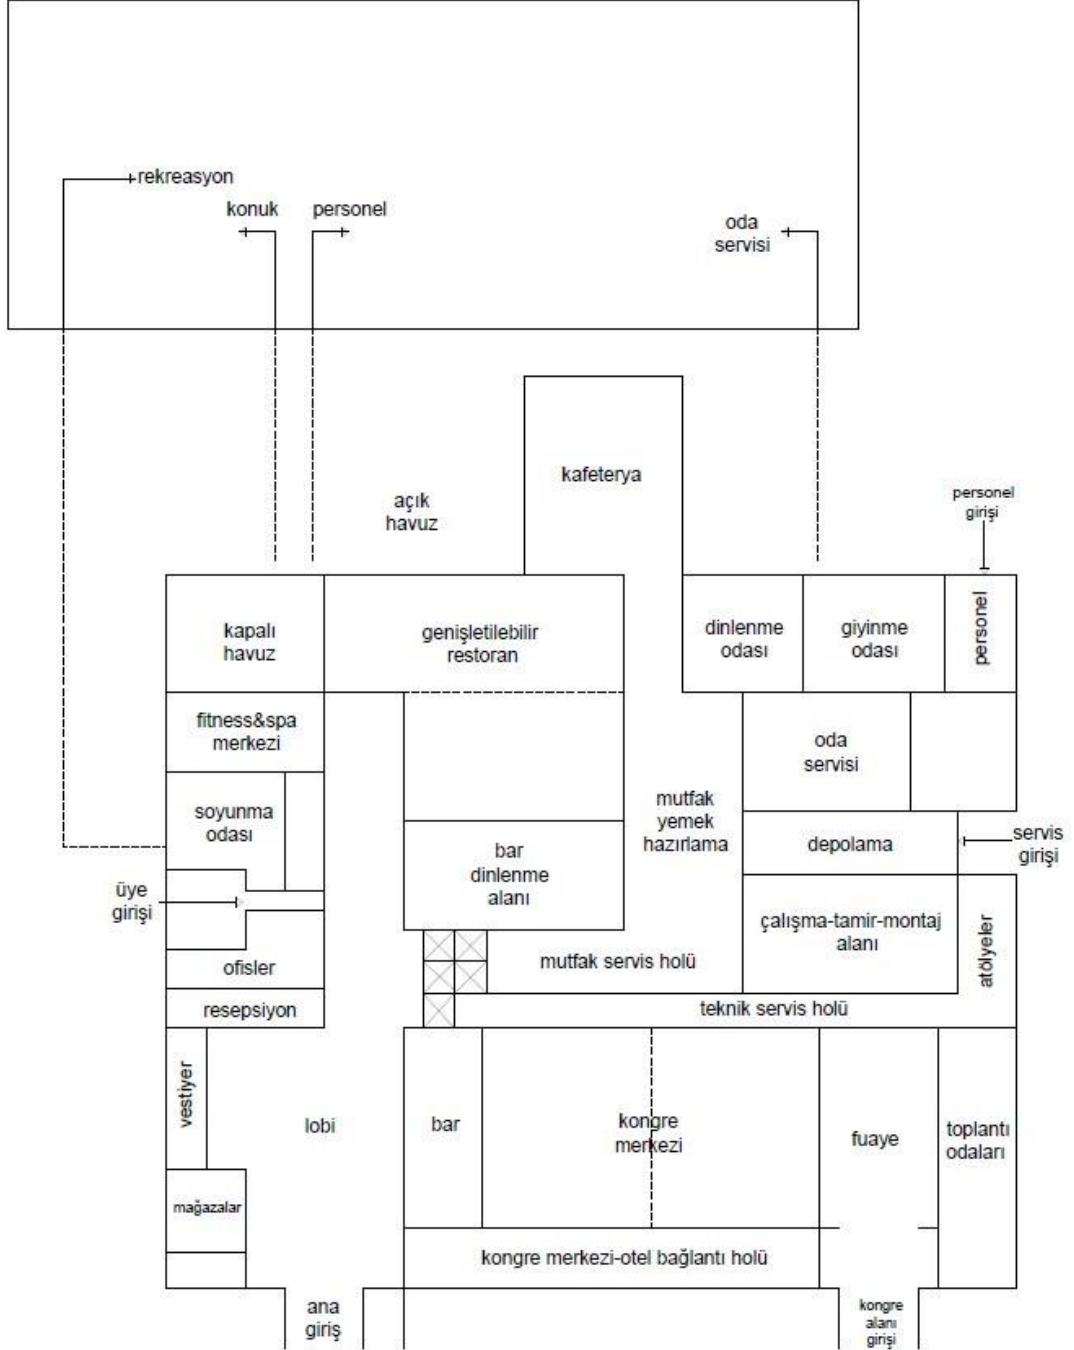 rekreasyon
konuk
personel
oda
servisi
kafeterya
açık
havuz
personel
girişi
kapalı
havuz
genişletilebilir
restoran
dinlenme
odası
giyinme
odası
personel
fitness&spa
merkezi
oda
servisi
soyunma
odası
mutfak
yemek
hazırlama
bar
dinlenme
alanı
depolama
servis
girişi
üye
girişi
çalışma-tamir-montaj
alanı
atölyeler
ofisler
mutfak servis holü
resepsiyon
teknik servis holü
vestiyer
lobi
bar
kongre
merkezi
fuaye
toplantı
odaları
mağazalar
kongre merkezi-otel bağlantı holü
ana
giriş
kongre
alanı
girişi